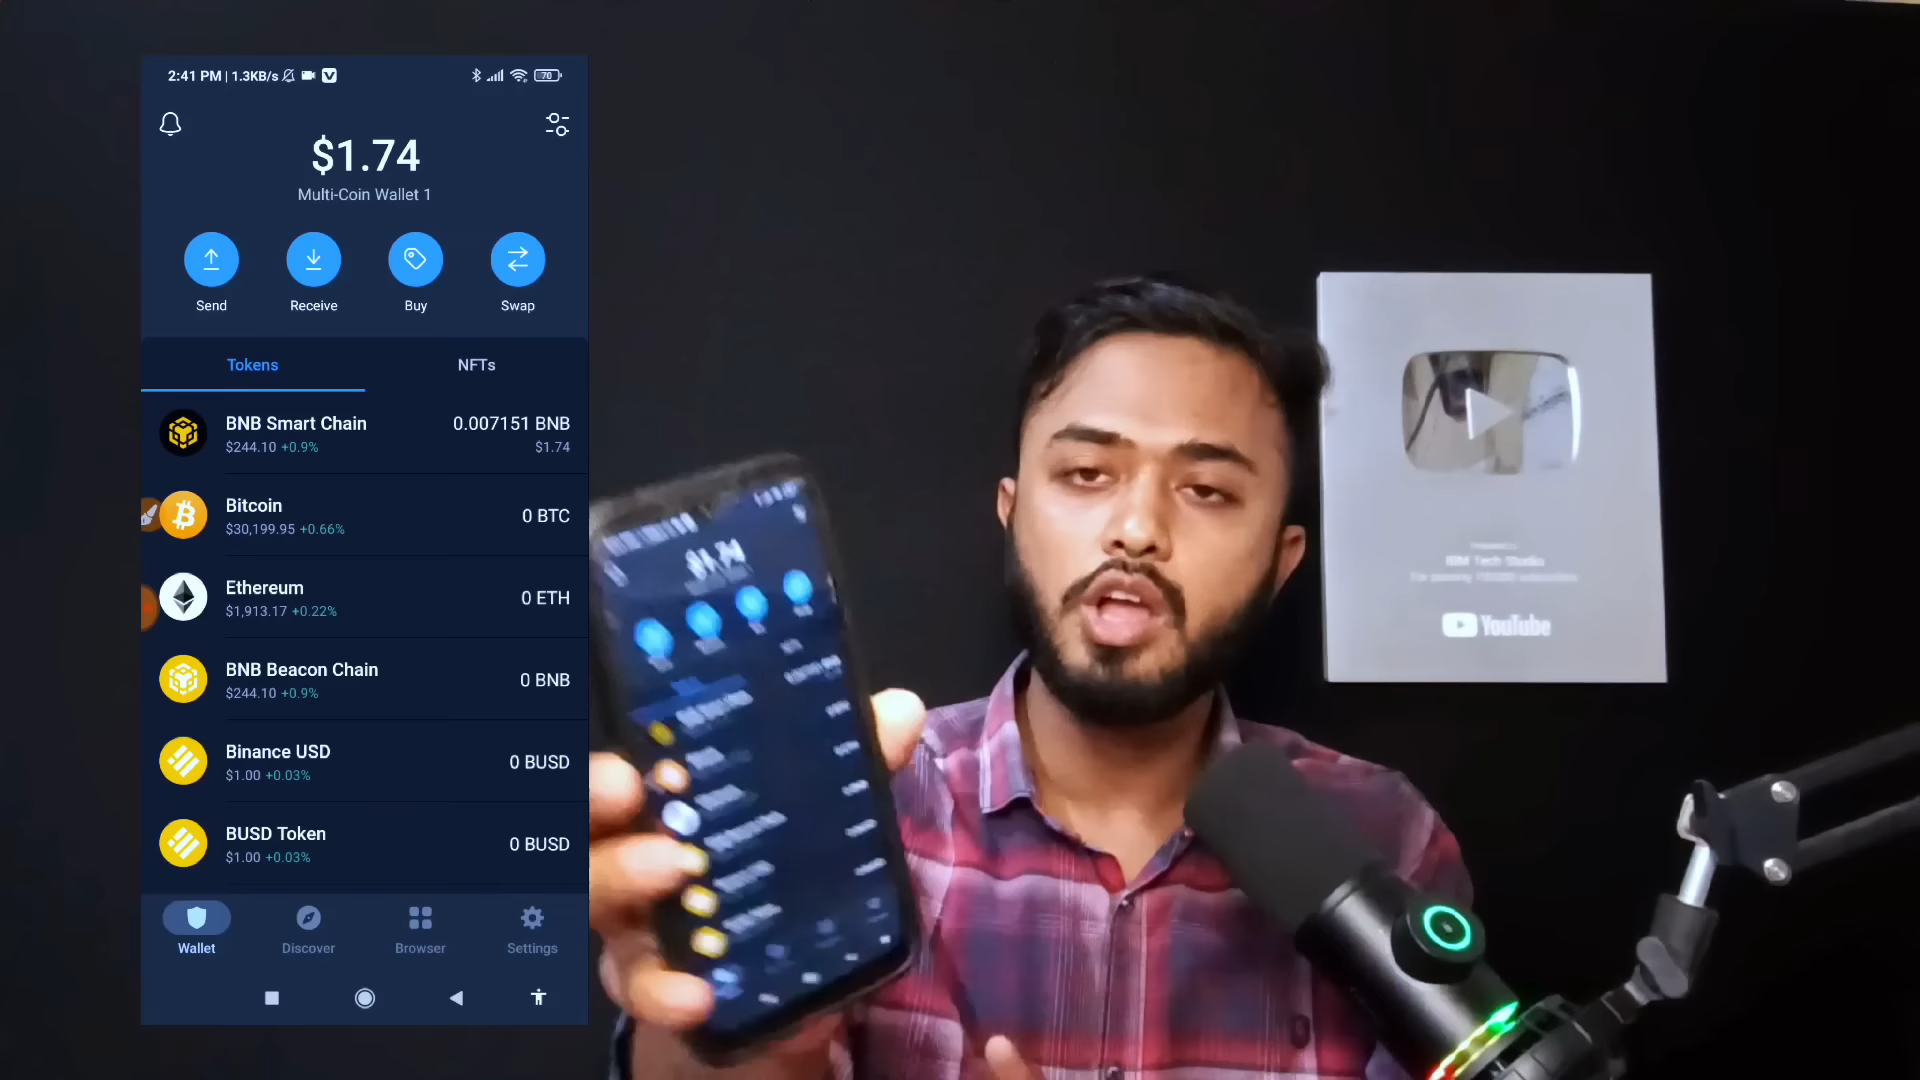 2:41 PM | 1.3KB/s
70
$1.74
Multi-Coin Wallet 1
Send
Receive
Buy
Swap
Tokens
NFTs
BNB Smart Chain
0.007151 BNB
$244.10 +0.9%
$1.74
Bitcoin
0 BTC
$30,199.95 +0.66%
Ethereum
0 ETH
$1,913.17 +0.22%
BNB Beacon Chain
0 BNB
$244.10 +0.9%
Binance USD
0 BUSD
$1.00 +0.03%
BUSD Token
0 BUSD
$1.00 +0.03%
Wallet
Discover
Browser
Settings
Tech Studio
YouTube